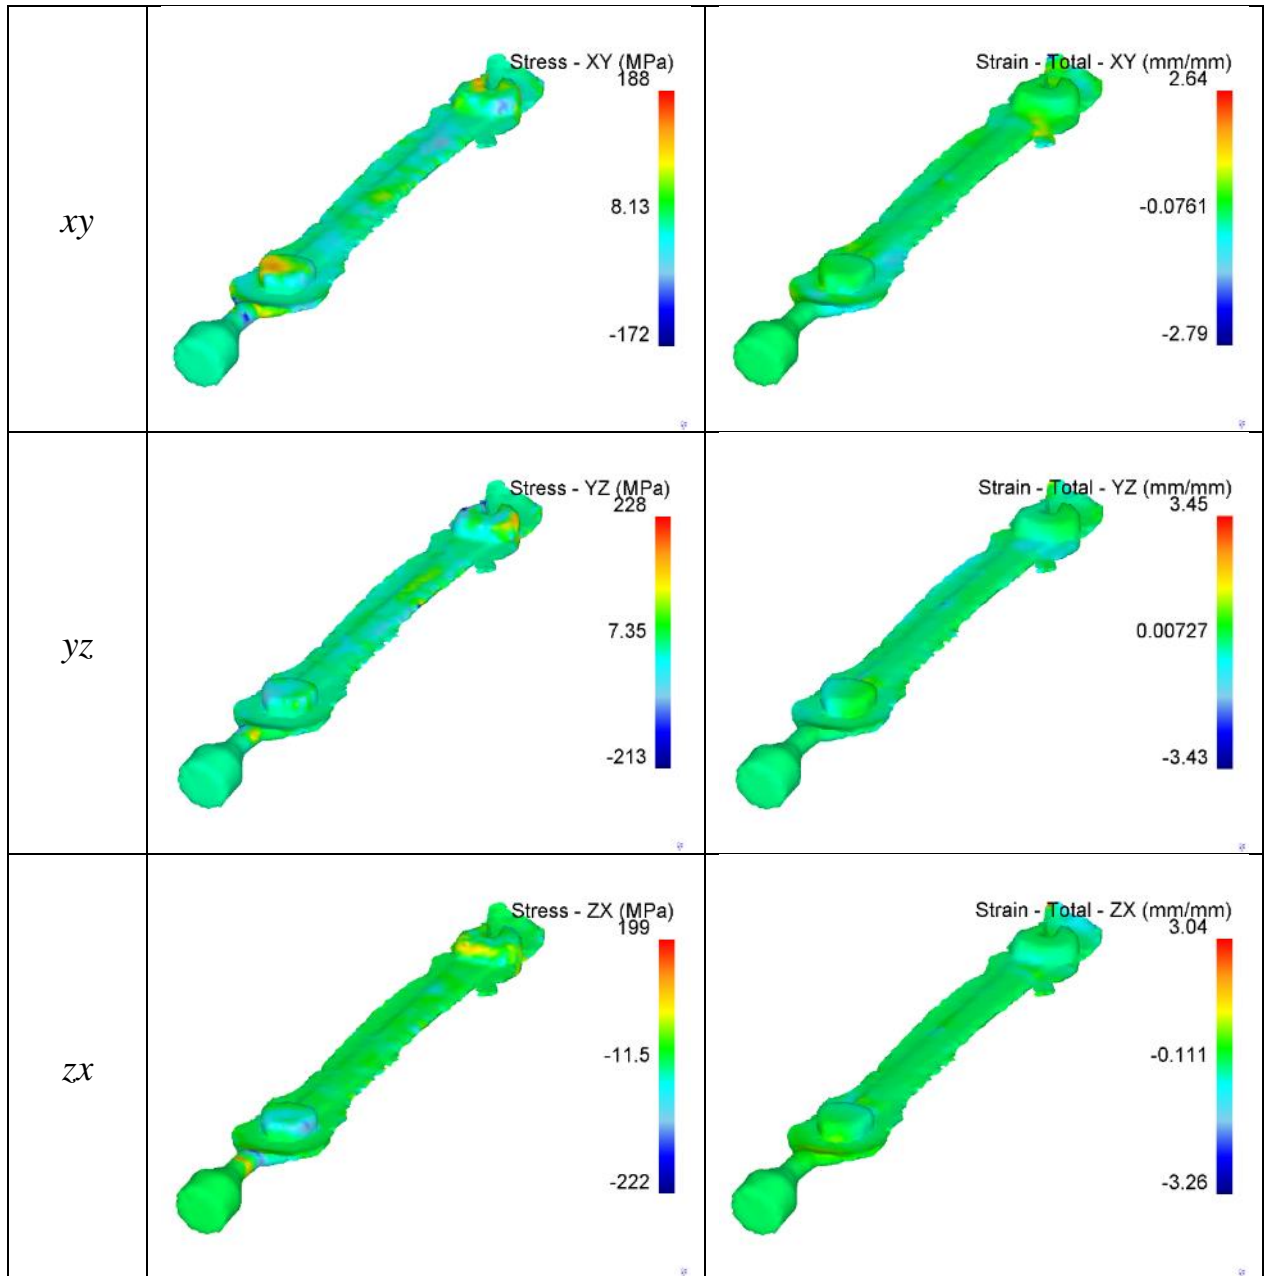 xy
Stress - XY (MPa)
188
8.13
-172
Strain - Total - XY (mm/mm)
2.64
-0.0761
-2.79
yz
Stress - YZ (MPa)
228
7.35
-213
Strain - Total - YZ (mm/mm)
3.45
0.00727
-3.43
zx
Stress - ZX (MPa)
199
-11.5
-222
Strain - Total - ZX (mm/mm)
3.04
-0.111
-3.26